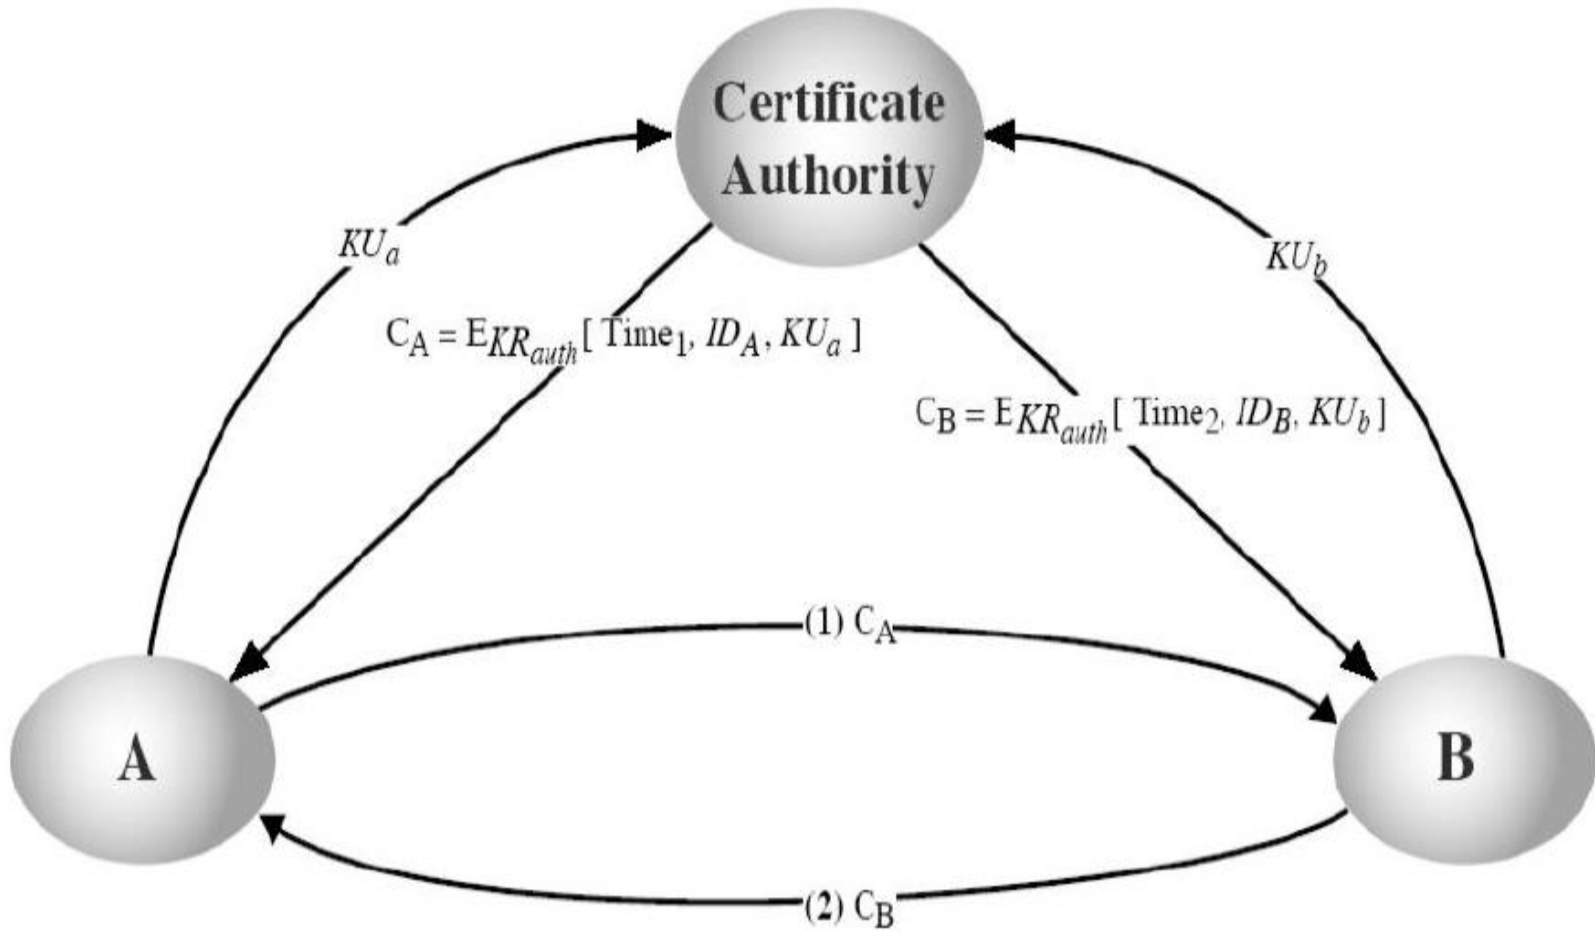 Certificate
Authority
KUa
KUb
CA = EKRauth[ Time1, IDA, KUa ]
CB = EKRauth[ Time2, IDB, KUb ]
(1) CA
A
B
(2) CB